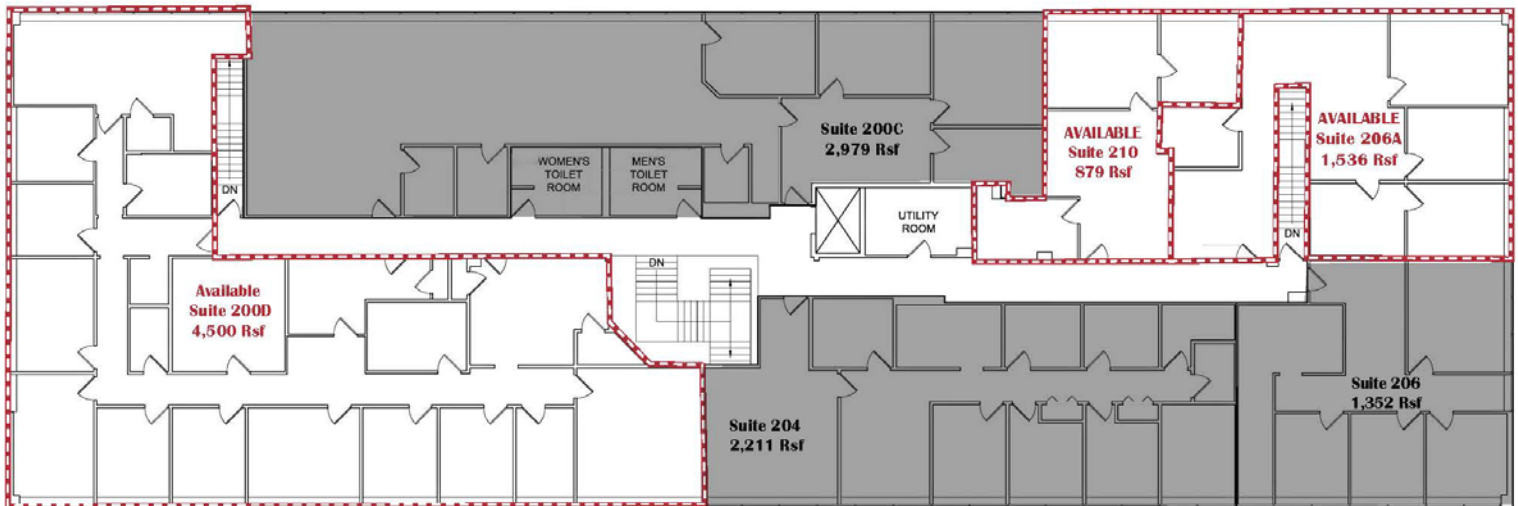 DN
WOMEN'S
TOILET
ROOM
MEN'S
TOILET
ROOM
Suite 200C
2,979 Rsf
UTILITY
ROOM
AVAILABLE
Suite 210
879 Rsf
AVAILABLE
Suite 206A
1,536 Rsf
DN
DN
Available
Suite 200D
4,500 Rsf
Suite 204
2,211 Rsf
Suite 206
1,352 Rsf